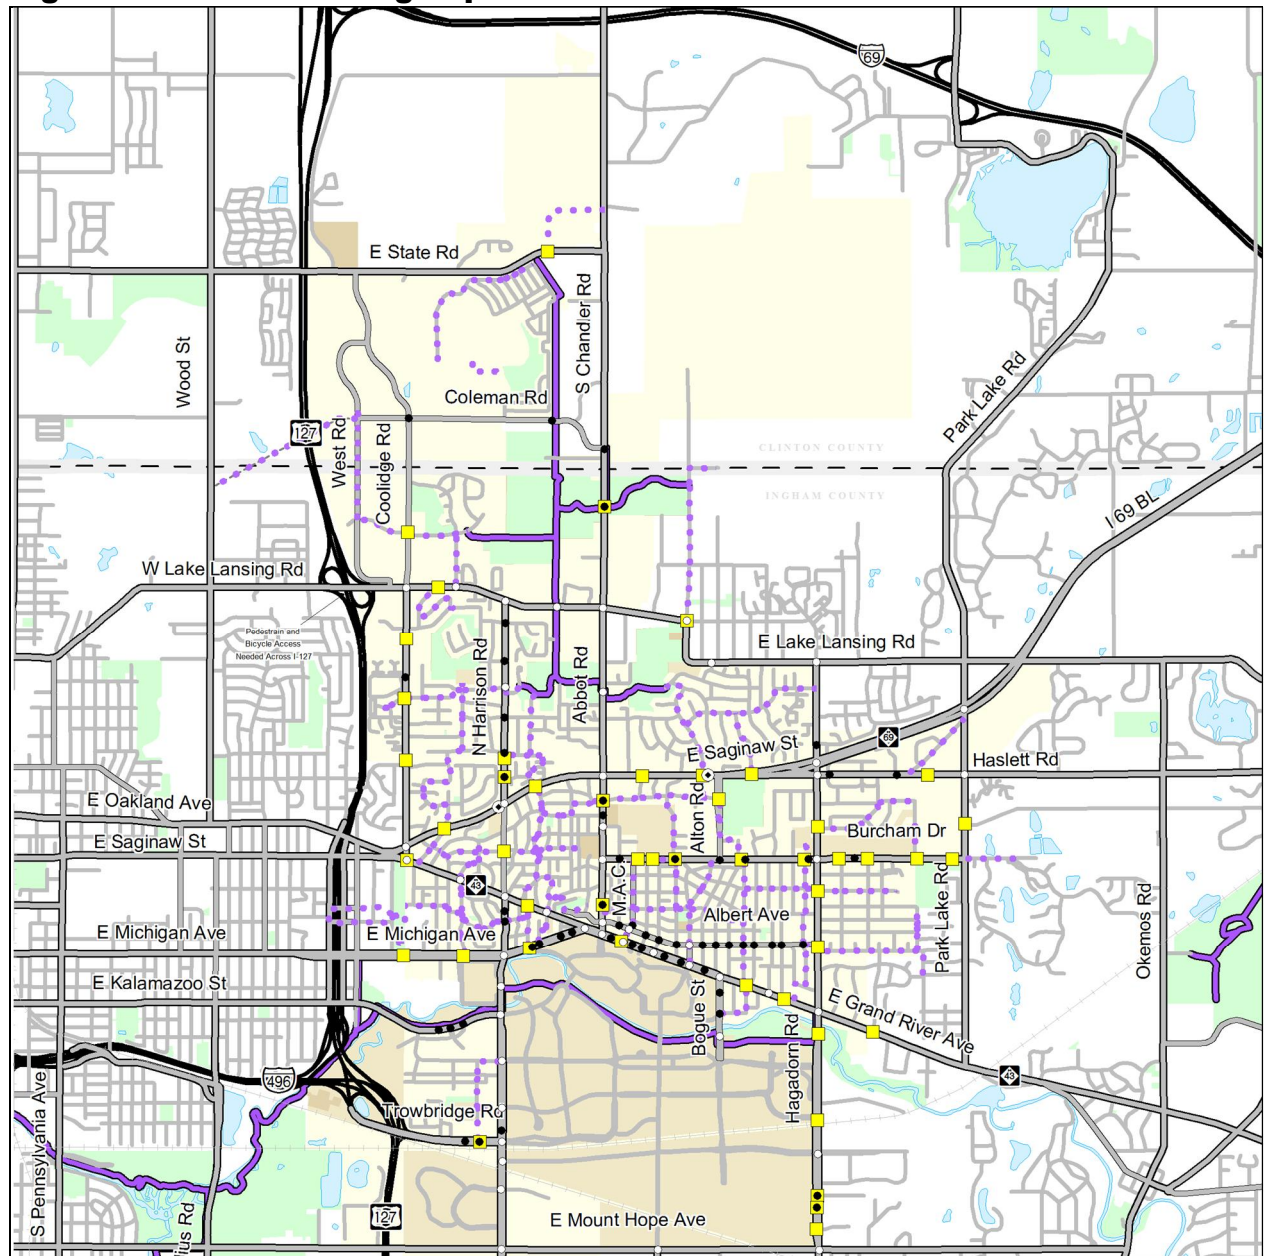 69
E State Rd
S Chandler Rd
Wood St
Park Lake Rd
Coleman Rd
127
West Rd
Coolidge Rd
CLINTON COUNTY
INGHAM COUNTY
I 69 BL
W Lake Lansing Rd
Pedestrain and
Bicycle Access
Needed Across I-127
E Lake Lansing Rd
N Harrison Rd
Abbot Rd
69
E Saginaw St
Haslett Rd
E Oakland Ave
Alton Rd
Burcham Dr
E Saginaw St
43
M.A.C.
Park Lake Rd
Albert Ave
E Michigan Ave
E Michigan Ave
Okemos Rd
E Kalamazoo St
Bogue St
E Grand River Ave
Hagadorn Rd
43
496
S Pennsylvania Ave
Trowbridge Rd
127
E Mount Hope Ave